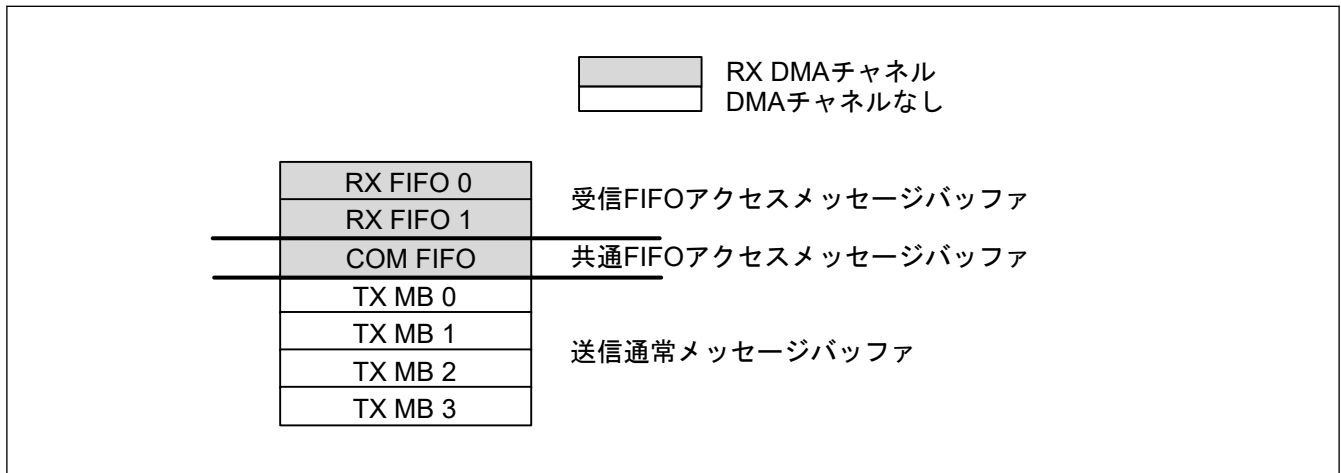 RX DMAチャネル
DMAチャネルなし
RX FIFO 0
RX FIFO 1
受信FIFOアクセスメッセージバッファ
COM FIFO
共通FIFOアクセスメッセージバッファ
TX MB 0
TX MB 1
TX MB 2
TX MB 3
送信通常メッセージバッファ